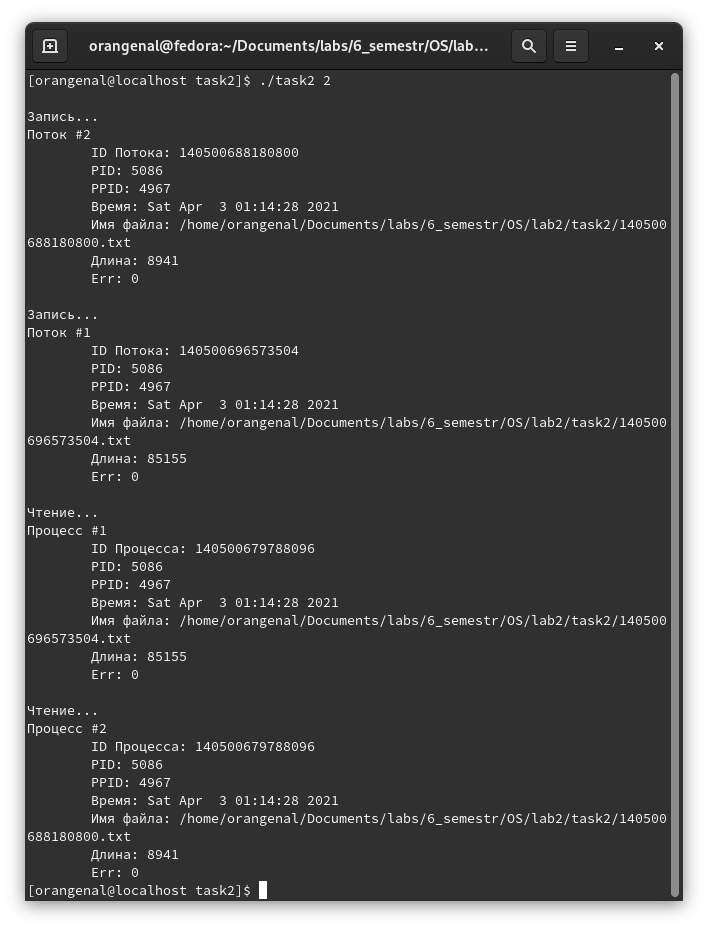 orangenal@fedora:~/Documents/labs/6_semestr/OS/lab...
[orangenal@localhost task2]$ ./task2 2
Запись...
Поток #2
ID Потока: 140500688180800
PID: 5086
PPID: 4967
Время: Sat Apr  3 01:14:28 2021
Имя файла: /home/orangenal/Documents/labs/6_semestr/OS/lab2/task2/140500
688180800.txt
Длина: 8941
Err: 0
Запись...
Поток #1
ID Потока: 140500696573504
PID: 5086
PPID: 4967
Время: Sat Apr  3 01:14:28 2021
Имя файла: /home/orangenal/Documents/labs/6_semestr/OS/lab2/task2/140500
696573504.txt
Длина: 85155
Err: 0
Чтение...
Процесс #1
ID Процесса: 140500679788096
PID: 5086
PPID: 4967
Время: Sat Apr  3 01:14:28 2021
Имя файла: /home/orangenal/Documents/labs/6_semestr/OS/lab2/task2/140500
696573504.txt
Длина: 85155
Err: 0
Чтение...
Процесс #2
ID Процесса: 140500679788096
PID: 5086
PPID: 4967
Время: Sat Apr  3 01:14:28 2021
Имя файла: /home/orangenal/Documents/labs/6_semestr/OS/lab2/task2/140500
688180800.txt
Длина: 8941
Err: 0
[orangenal@localhost task2]$